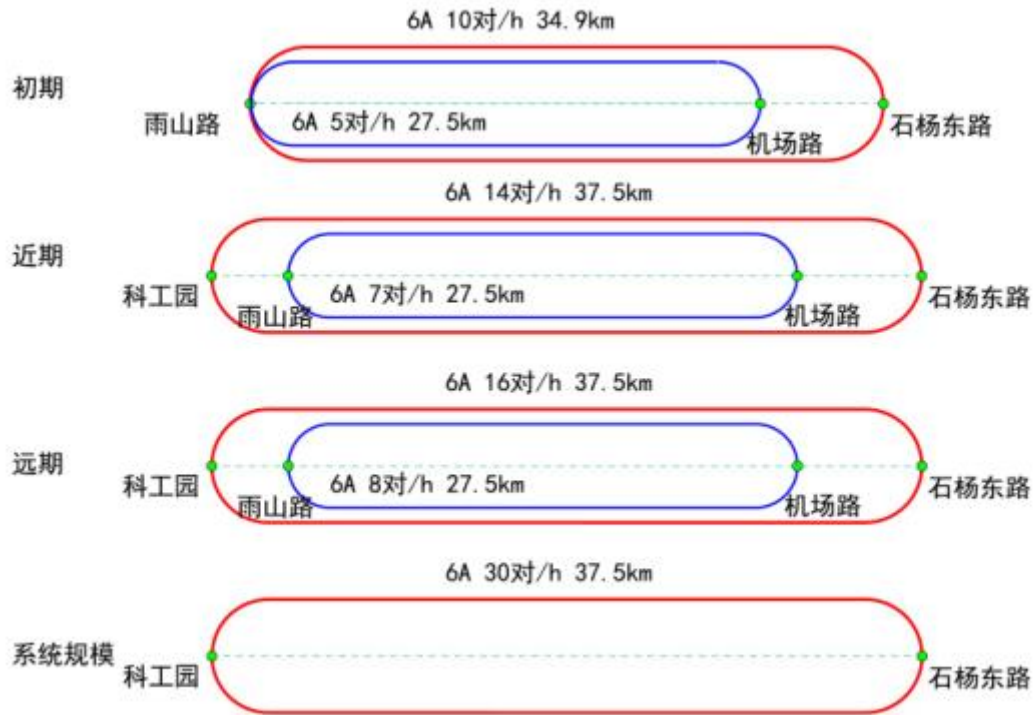 6A 10对/h 34.9km
初期
雨山路
6A 5对/h 27.5km
机场路
石杨东路
6A 14对/h 37.5km
近期
科工园
雨山路
6A 7对/h 27.5km
机场路
石杨东路
6A 16对/h 37.5km
远期
科工园
雨山路
6A 8对/h 27.5km
机场路
石杨东路
6A 30对/h 37.5km
系统规模
科工园
石杨东路